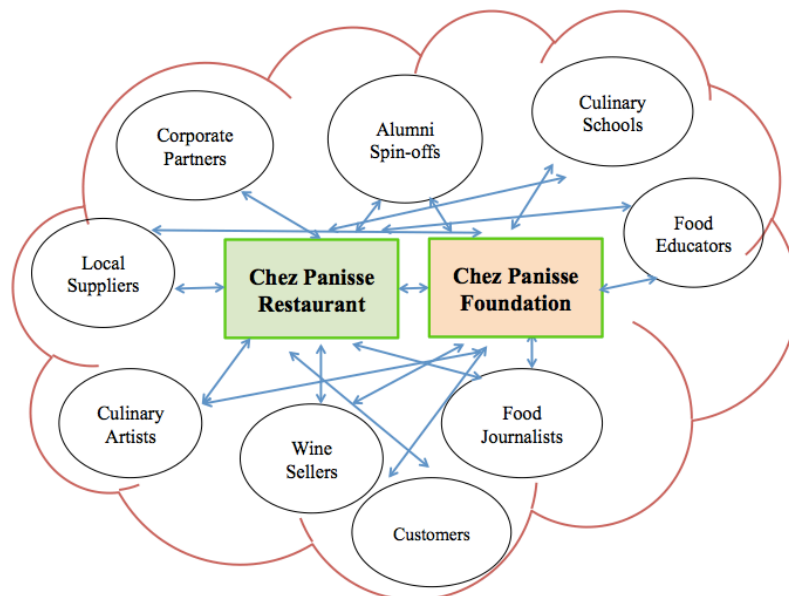 Corporate
Partners
Alumni
Spin-offs
Culinary
Schools
Local
Suppliers
Chez Panisse
Restaurant
Chez Panisse
Foundation
Food
Educators
Culinary
Artists
Wine
Sellers
Food
Journalists
Customers